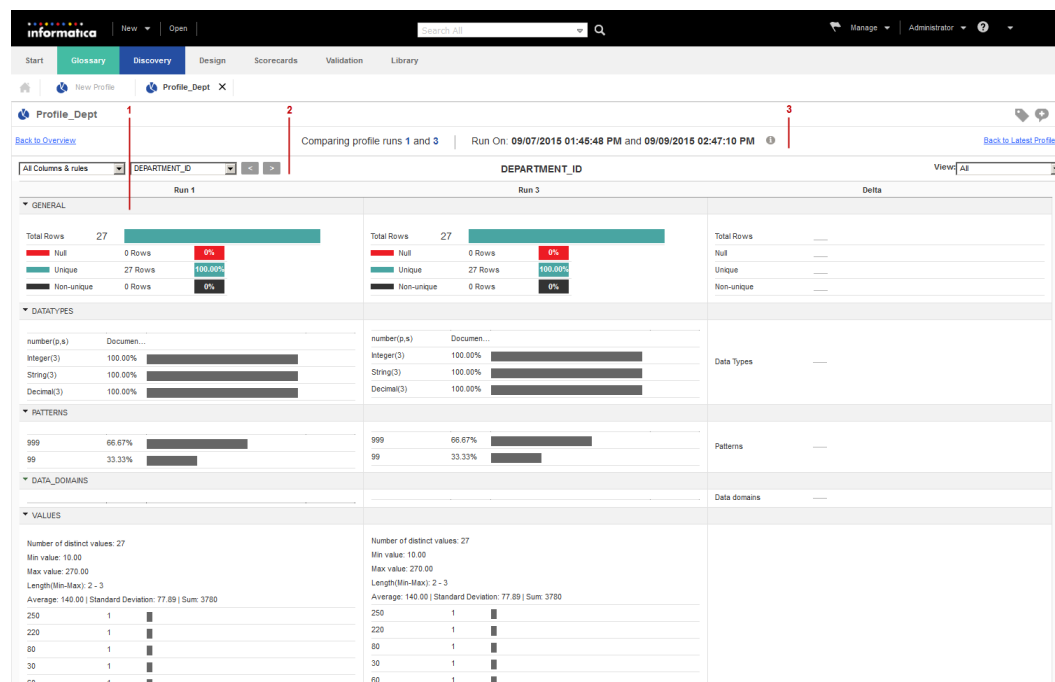 informatica New Open Search All Manage Administrator ?
Start Glossary Discovery Design Scorecards Validation Library
New Profile Profile_Dept X
Profile_Dept 1 2 3
Back to Overview Comparing profile runs 1 and 3 Run On: 09/07/2015 01:45:48 PM and 09/09/2015 02:47:10 PM Back to Latest Profile
All Columns & rules DEPARTMENT_ID < > DEPARTMENT_ID View: All
Run 1 Run 3 Delta
GENERAL
Total Rows 27 Total Rows 27 Total Rows
Null 0 Rows 0% Null 0 Rows 0% Null
Unique 27 Rows 100.00% Unique 27 Rows 100.00% Unique
Non-unique 0 Rows 0% Non-unique 0 Rows 0% Non-unique
DATATYPES
number(p,s) Documen... number(p,s) Documen...
Integer(3) 100.00% Integer(3) 100.00% Data Types
String(3) 100.00% String(3) 100.00%
Decimal(3) 100.00% Decimal(3) 100.00%
PATTERNS
999 66.67% 999 66.67% Patterns
99 33.33% 99 33.33%
DATA_DOMAINS
Data domains
VALUES
Number of distinct values: 27 Number of distinct values: 27
Min value: 10.00 Min value: 10.00
Max value: 270.00 Max value: 270.00
Length(Min-Max): 2 - 3 Length(Min-Max): 2 - 3
Average: 140.00 | Standard Deviation: 77.89 | Sum: 3780 Average: 140.00 | Standard Deviation: 77.89 | Sum: 3780
250 1 250 1
220 1 220 1
80 1 80 1
30 1 30 1
60 1 60 1